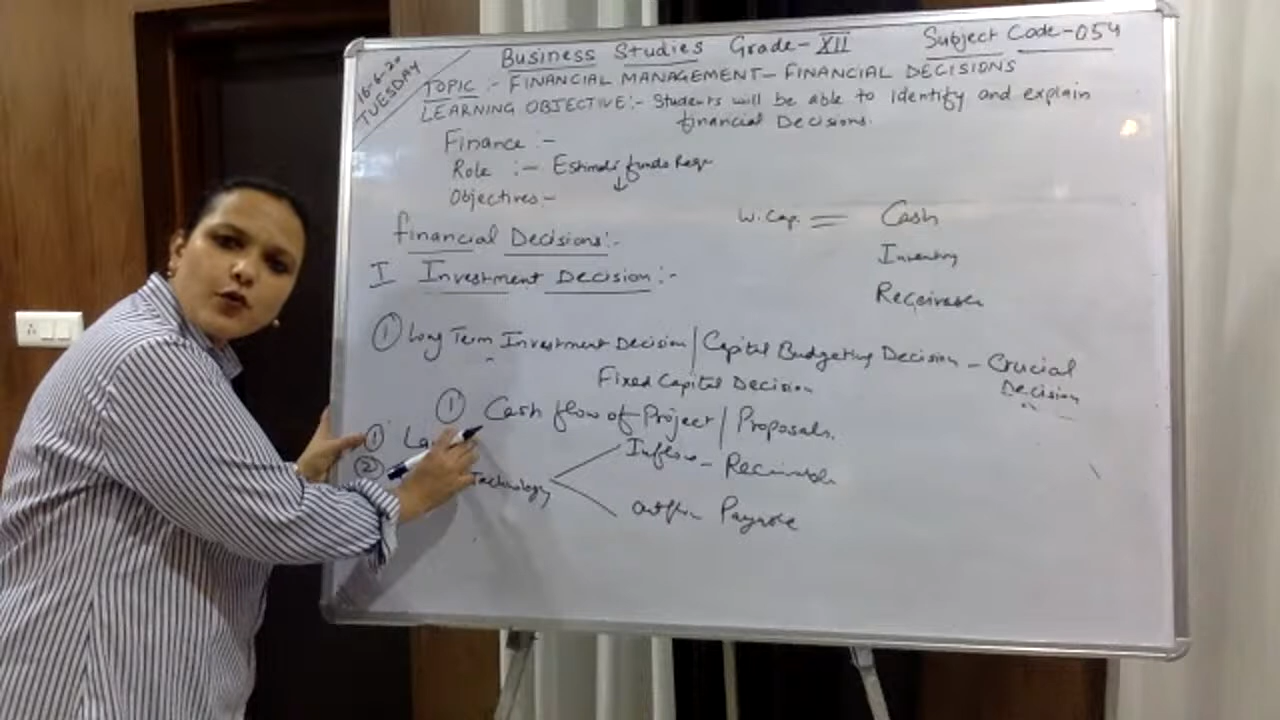 16-6-20
TUESDAY
Business Studies Grade-XII Subject Code-054
TOPIC:- FINANCIAL MANAGEMENT- FINANCIAL DECISIONS
LEARNING OBJECTIVE:- Students will be able to identify and explain
financial Decisions.
Finance:-
Role :- Estimate funds Requ
Objectives:-
W. Cap. = Cash
Inventory
Receivables
financial Decisions:-
I Investment Decision:-
① Long Term Investment Decision/Capital Budgeting Decision - Crucial
Decision
Fixed Capital Decision
① Cash flow of Project/Proposals.
① La
②
Technology
Inflow - Receivable
outflow - Payable